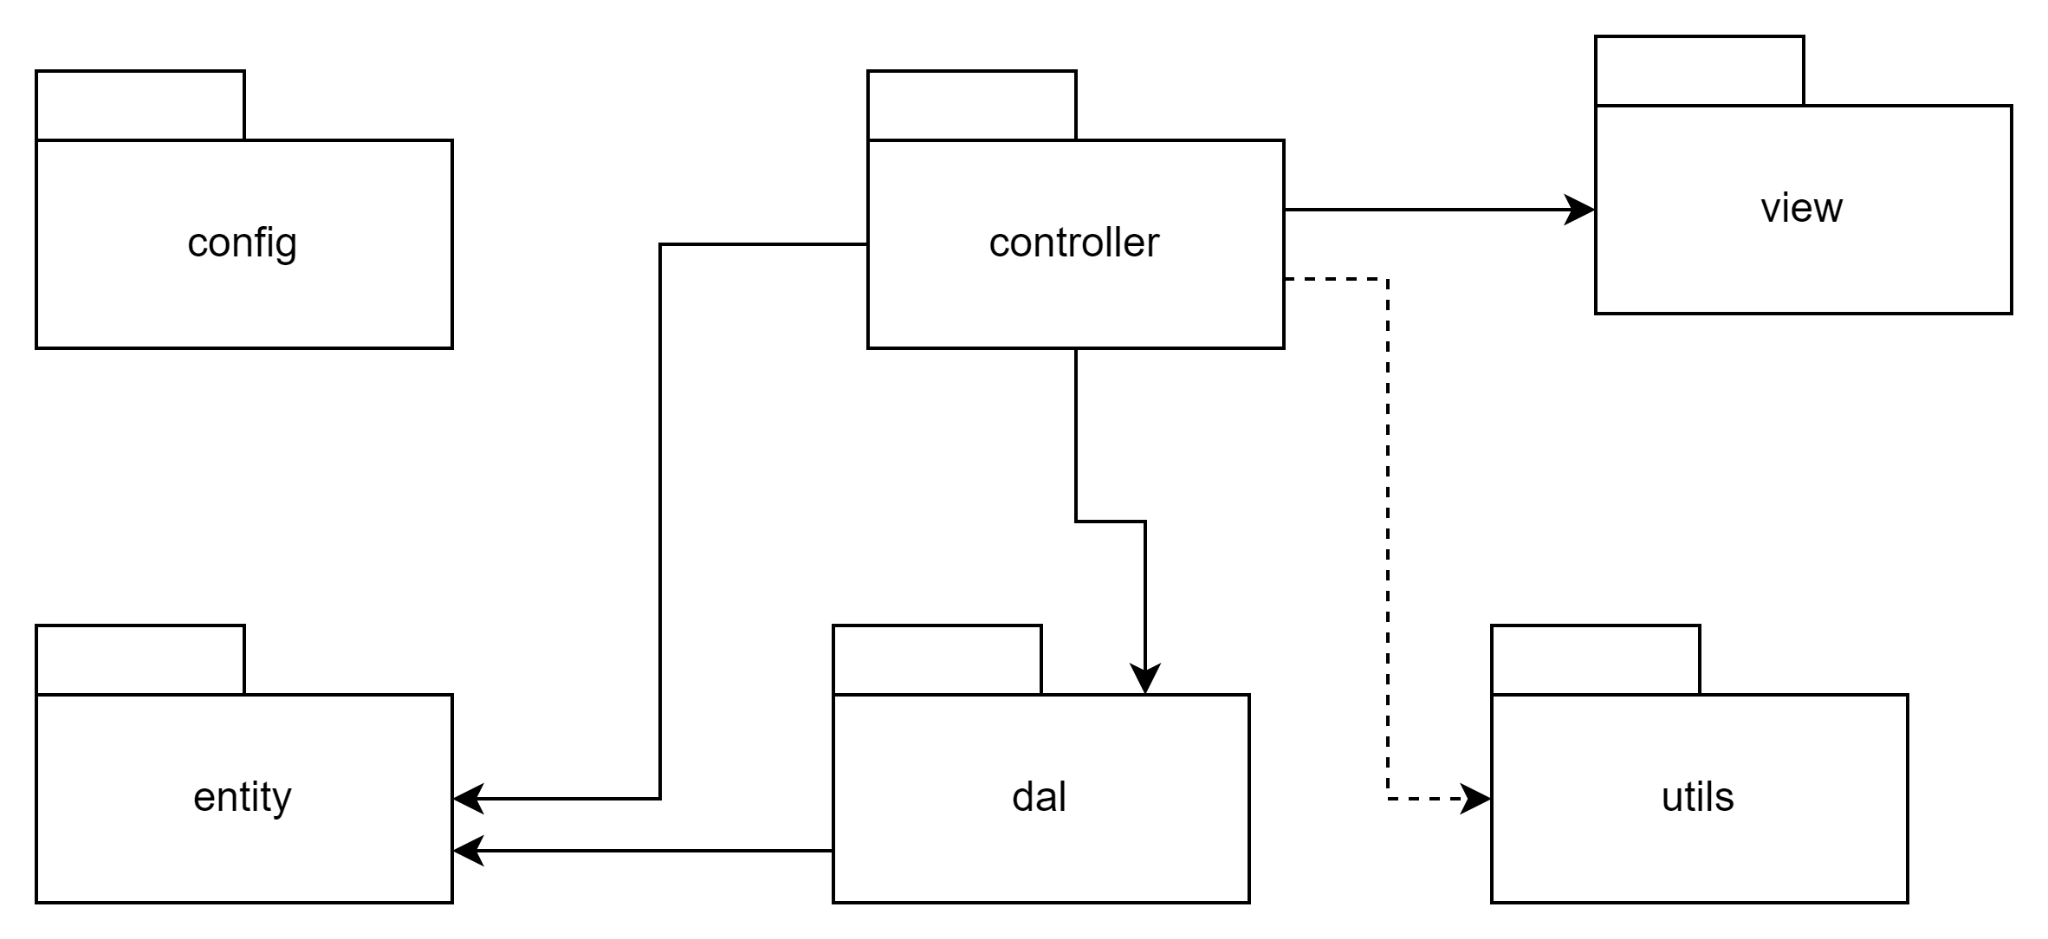 config
controller
view
entity
dal
utils